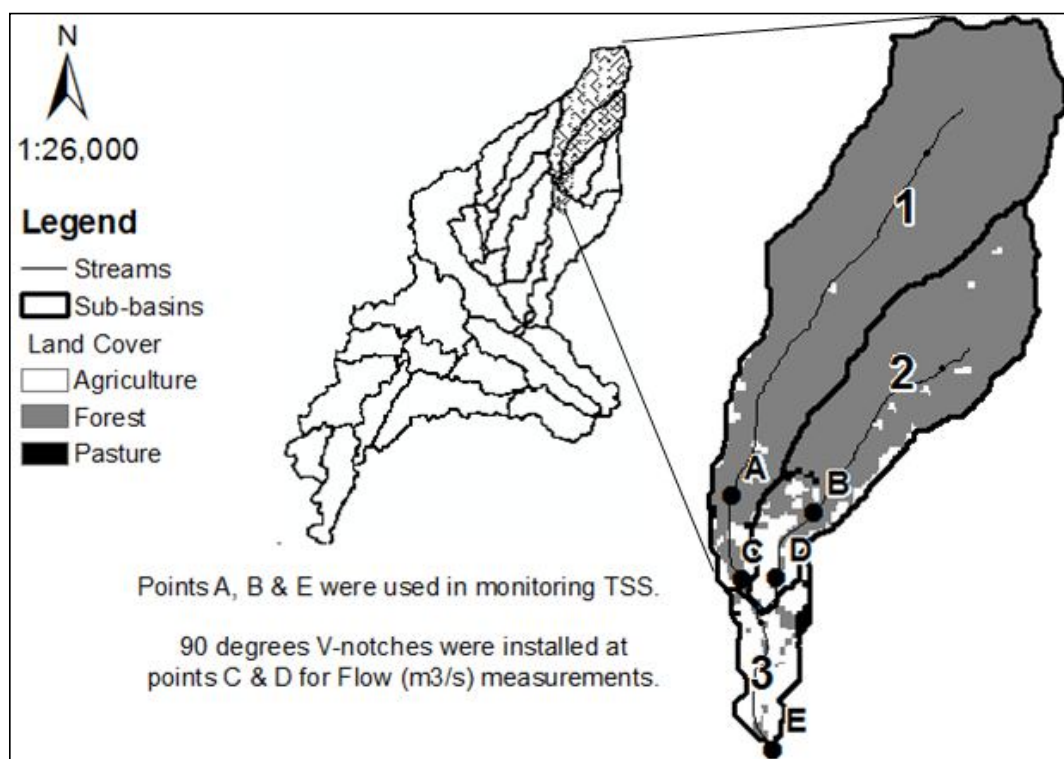 N
1:26,000
Legend
Streams
Sub-basins
Land Cover
Agriculture
Forest
Pasture
1
2
A
B
C
D
3
E
Points A, B & E were used in monitoring TSS.
90 degrees V-notches were installed at
points C & D for Flow (m3/s) measurements.